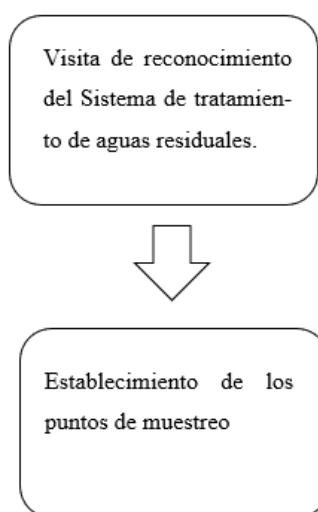 Visita de reconocimiento
del Sistema de tratamien-
to de aguas residuales.
Establecimiento de los
puntos de muestreo